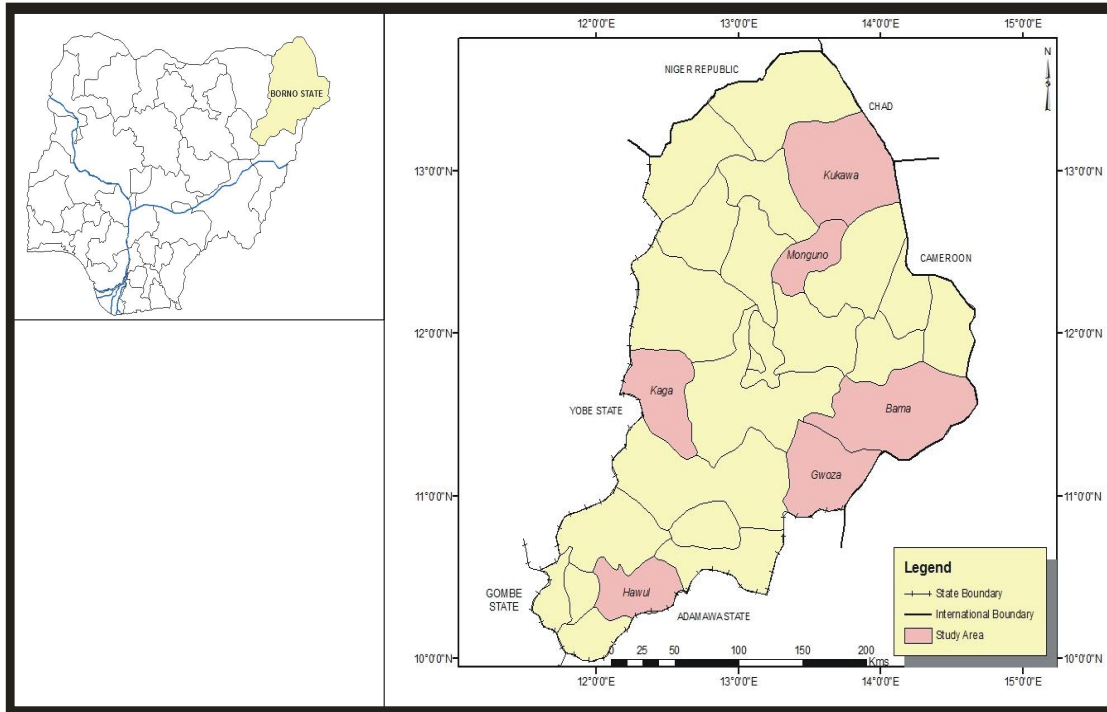 BORNO STATE
12°0'0"E 13°0'0"E 14°0'0"E 15°0'0"E
N
NIGER REPUBLIC
CHAD
13°0'0"N 13°0'0"N
Kukawa
Monguno
CAMEROON
12°0'0"N 12°0'0"N
Kaga
Bama
YOBE STATE
Gwoza
11°0'0"N 11°0'0"N
Legend
State Boundary
International Boundary
Study Area
Hawul
GOMBE
STATE
ADAMAWA STATE
0 25 50 100 150 200
Kms
10°0'0"N 10°0'0"N
12°0'0"E 13°0'0"E 14°0'0"E 15°0'0"E